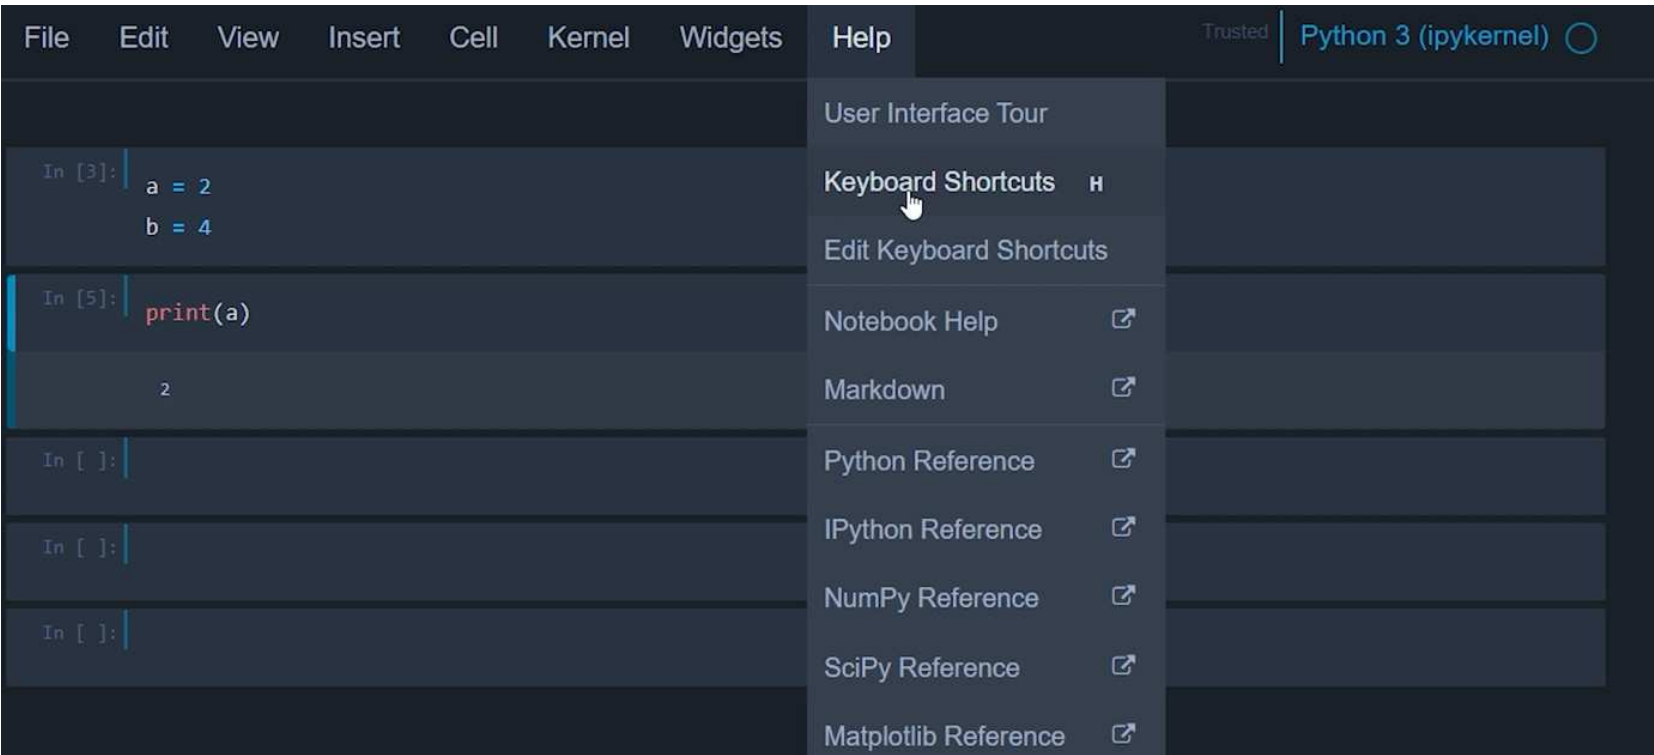 File Edit View Insert Cell Kernel Widgets Help Trusted Python 3 (ipykernel)
In [3]:
a = 2
b = 4
In [5]:
print(a)
2
In [ ]:
In [ ]:
In [ ]:
User Interface Tour
Keyboard Shortcuts H
Edit Keyboard Shortcuts
Notebook Help
Markdown
Python Reference
IPython Reference
NumPy Reference
SciPy Reference
Matplotlib Reference